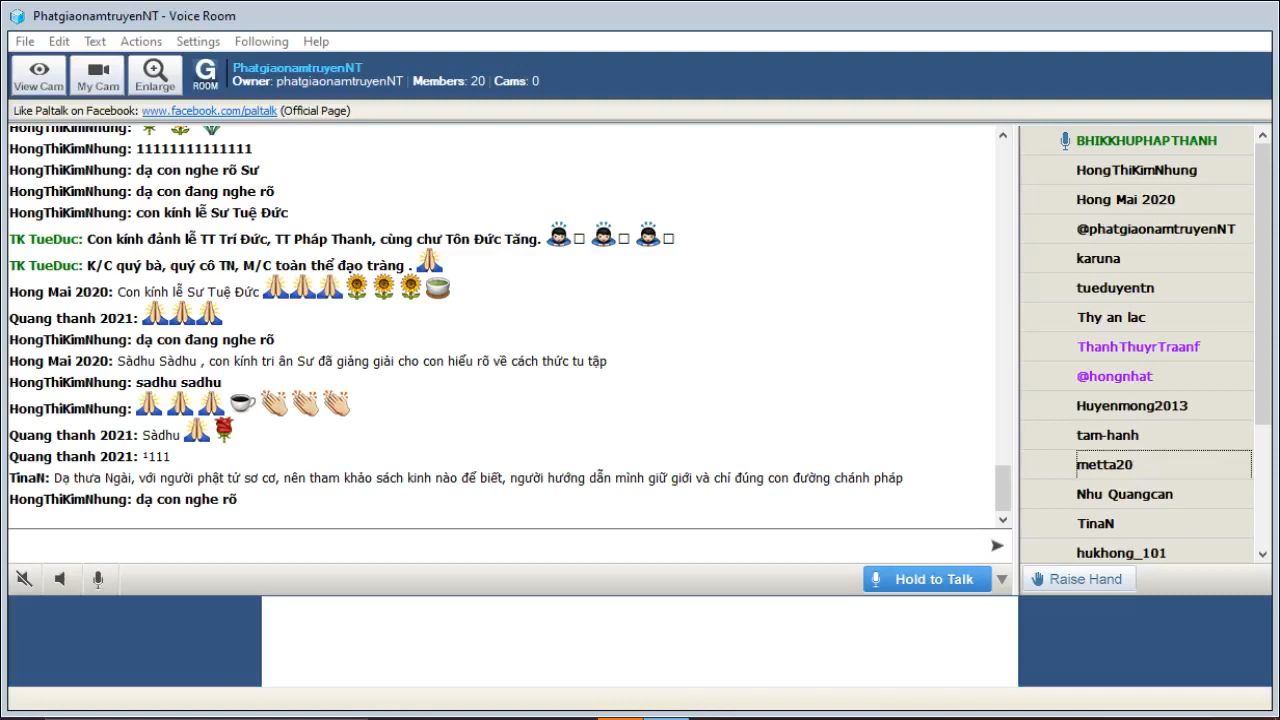 PhatgiaonamtruyenNT - Voice Room
File Edit Text Actions Settings Following Help
View Cam My Cam Enlarge G ROOM
PhatgiaonamtruyenNT
Owner: phatgiaonamtruyenNT Members: 20 Cams: 0
Like Paltalk on Facebook: www.facebook.com/paltalk (Official Page)
HongThiKimNhung:
HongThiKimNhung: 11111111111111
HongThiKimNhung: dạ con nghe rõ Sư
HongThiKimNhung: dạ con đang nghe rõ
HongThiKimNhung: con kính lễ Sư Tuệ Đức
TK TueDuc: Con kính đảnh lễ TT Trí Đức, TT Pháp Thanh, cùng chư Tôn Đức Tăng.
TK TueDuc: K/C quý bà, quý cô TN, M/C toàn thể đạo tràng .
Hong Mai 2020: Con kính lễ Sư Tuệ Đức
Quang thanh 2021:
HongThiKimNhung: dạ con đang nghe rõ
Hong Mai 2020: Sàdhu Sàdhu , con kính tri ân Sư đã giảng giải cho con hiểu rõ về cách thức tu tập
HongThiKimNhung: sadhu sadhu
HongThiKimNhung:
Quang thanh 2021: Sàdhu
Quang thanh 2021: ¹111
TinaN: Dạ thưa Ngài, với người phật tử sơ cơ, nên tham khảo sách kinh nào để biết, người hướng dẫn mình giữ giới và chỉ đúng con đường chánh pháp
HongThiKimNhung: dạ con nghe rõ
BHIKKHUPHAPTHANH
HongThiKimNhung
Hong Mai 2020
@phatgiaonamtruyenNT
karuna
tueduyentn
Thy an lac
ThanhThuyrTraanf
@hongnhat
Huyenmong2013
tam-hanh
metta20
Nhu Quangcan
TinaN
hukhong_101
Hold to Talk
Raise Hand